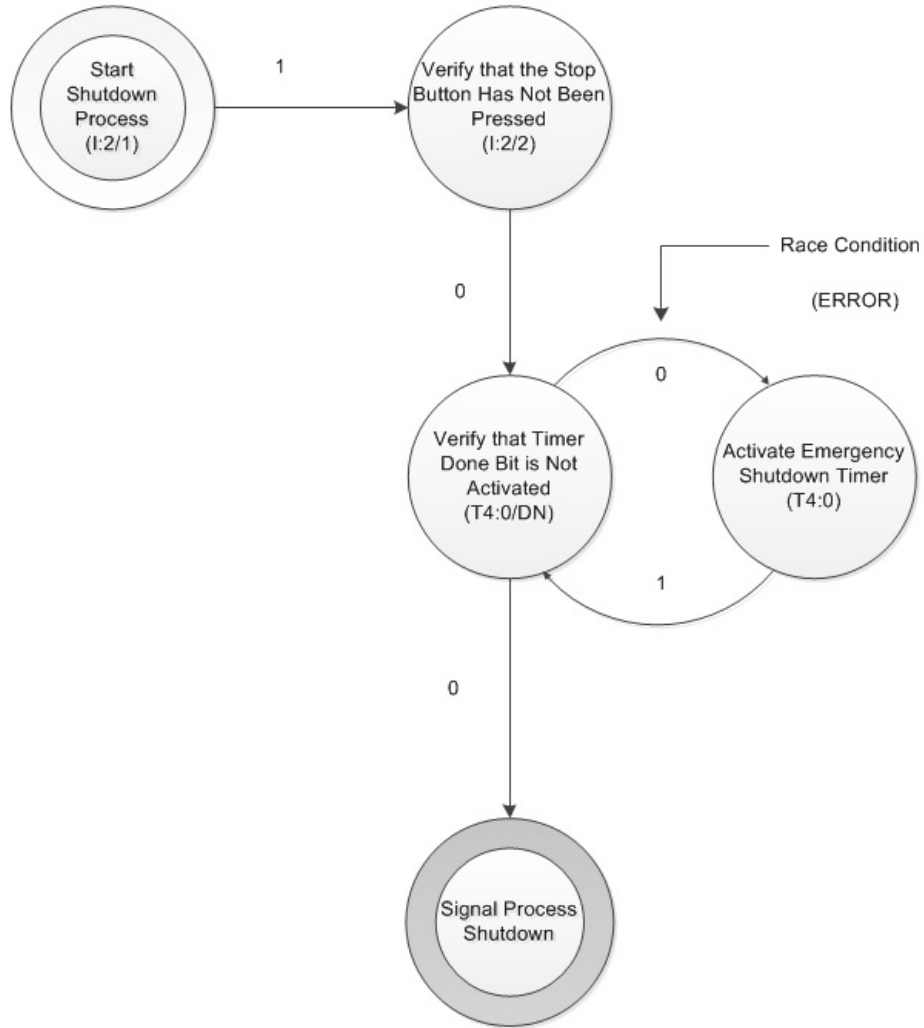 Start
Shutdown
Process
(I:2/1)
1
Verify that the Stop
Button Has Not Been
Pressed
(I:2/2)
0
Race Condition
(ERROR)
0
Verify that Timer
Done Bit is Not
Activated
(T4:0/DN)
Activate Emergency
Shutdown Timer
(T4:0)
1
0
Signal Process
Shutdown